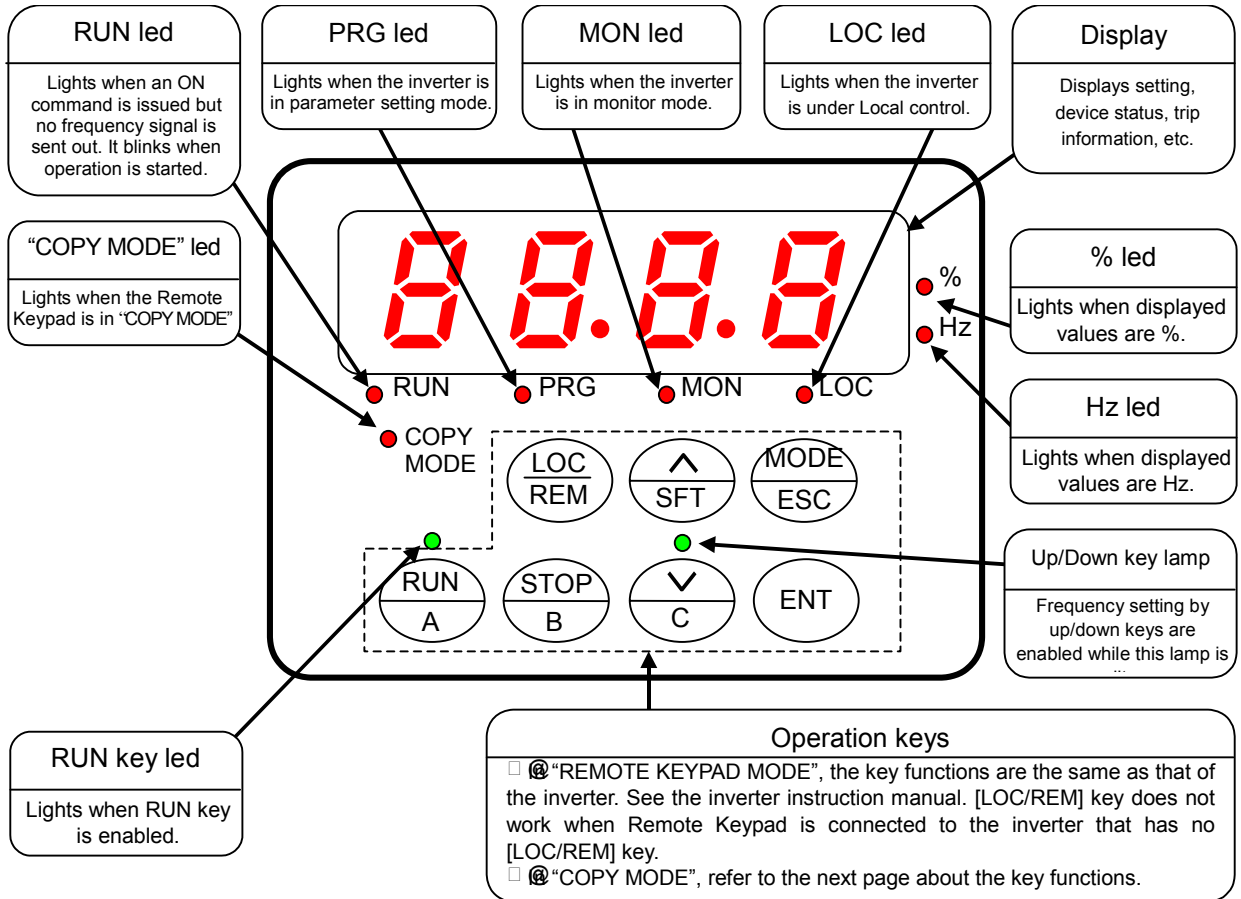 RUN led
Lights when an ON
command is issued but
no frequency signal is
sent out. It blinks when
operation is started.
PRG led
Lights when the inverter is
in parameter setting mode.
MON led
Lights when the inverter
is in monitor mode.
LOC led
Lights when the inverter
is under Local control.
Display
Displays setting,
device status, trip
information, etc.
“COPY MODE” led
Lights when the Remote
Keypad is in “COPY MODE”
8 8.8.8
%
Hz
RUN
PRG
MON
LOC
COPY
MODE
% led
Lights when displayed
values are %.
Hz led
Lights when displayed
values are Hz.
LOC
REM
∧
SFT
MODE
ESC
RUN
A
STOP
B
∨
C
ENT
Up/Down key lamp
Frequency setting by
up/down keys are
enabled while this lamp is
RUN key led
Lights when RUN key
is enabled.
Operation keys
“REMOTE KEYPAD MODE”, the key functions are the same as that of
the inverter. See the inverter instruction manual. [LOC/REM] key does not
work when Remote Keypad is connected to the inverter that has no
[LOC/REM] key.
“COPY MODE”, refer to the next page about the key functions.